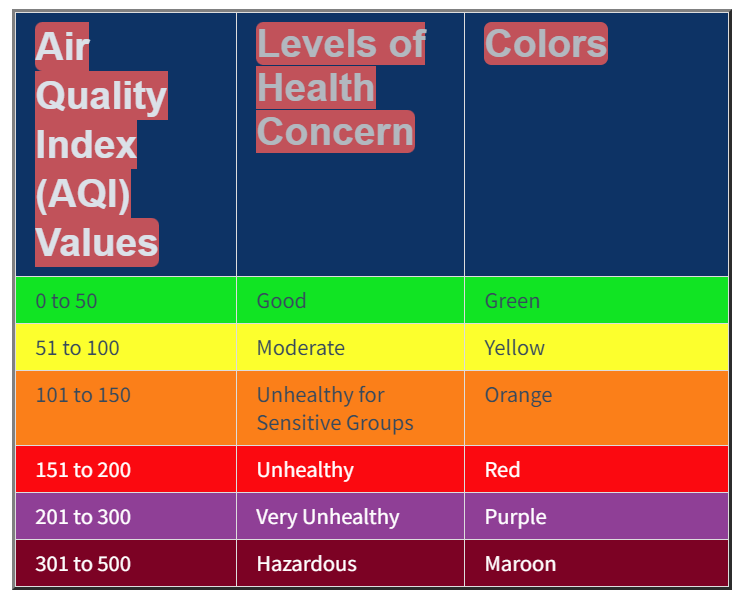 Air
Quality
Index
(AQI)
Values
Levels of
Health
Concern
Colors
0 to 50
Good
Green
51 to 100
Moderate
Yellow
101 to 150
Unhealthy for
Sensitive Groups
Orange
151 to 200
Unhealthy
Red
201 to 300
Very Unhealthy
Purple
301 to 500
Hazardous
Maroon